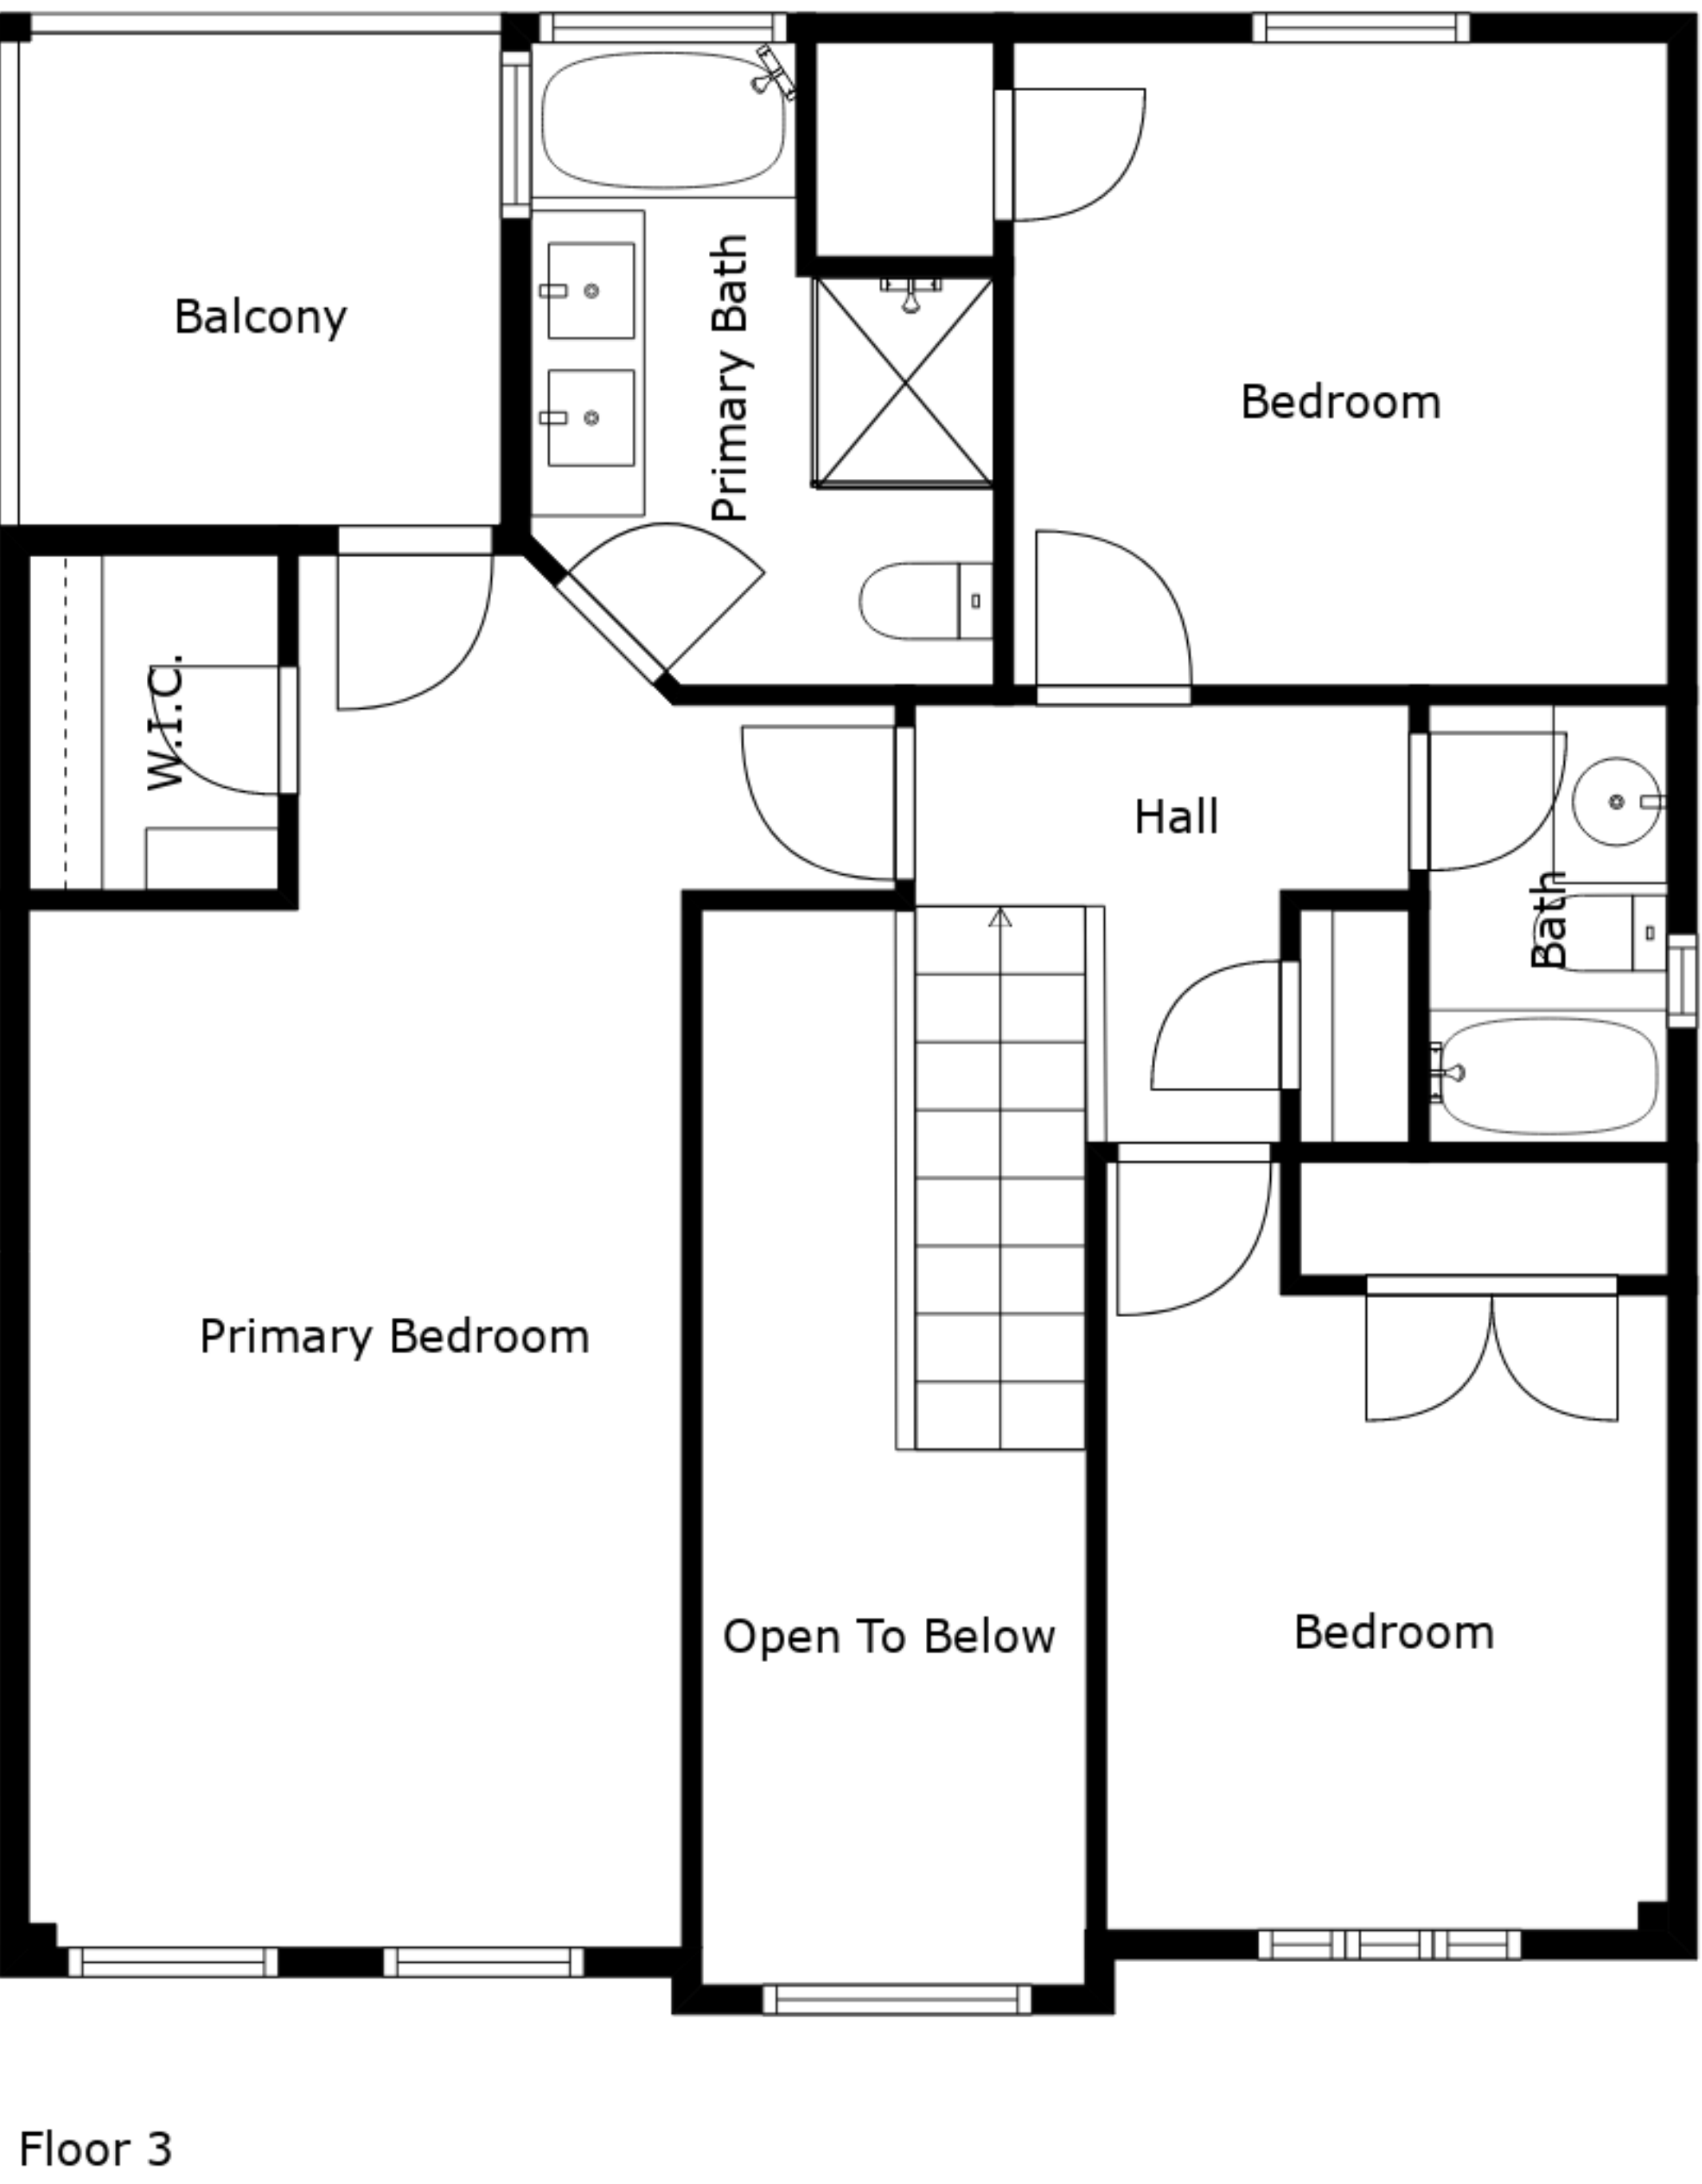 Balcony
Primary Bath
Bedroom
W.I.C.
Hall
Bath
Primary Bedroom
Open To Below
Bedroom
Floor 3